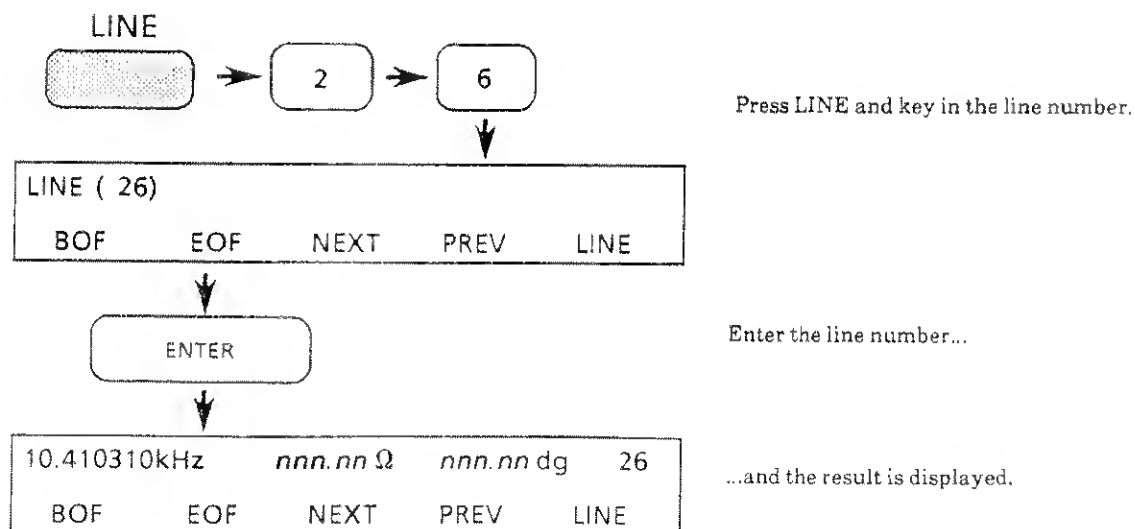 LINE
2
6
Press LINE and key in the line number.
LINE ( 26)
BOF EOF NEXT PREV LINE
ENTER
Enter the line number...
10.410310kHz nnn.nn Ω nnn.nn dg 26
BOF EOF NEXT PREV LINE
...and the result is displayed.